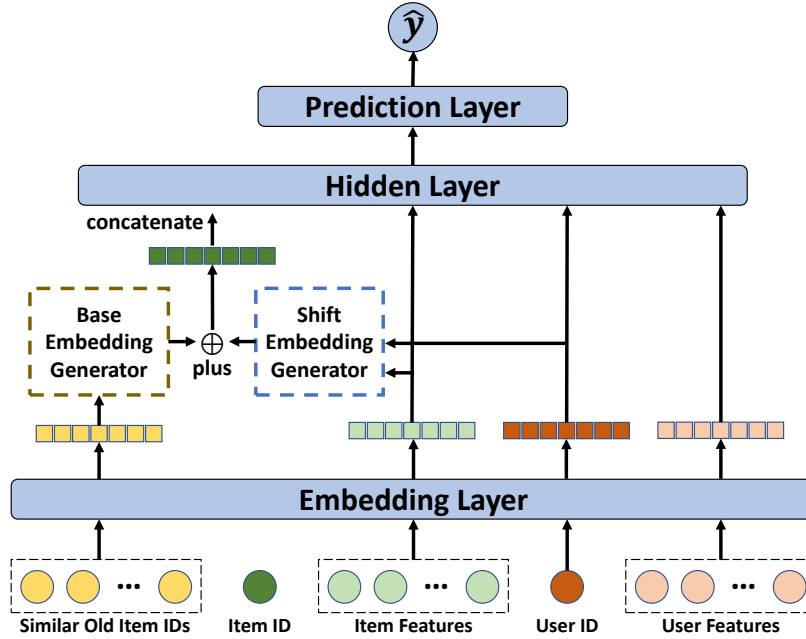 ŷ
Prediction Layer
Hidden Layer
concatenate
Base
Embedding
Generator
plus
Shift
Embedding
Generator
Embedding Layer
...
...
...
Similar Old Item IDs
Item ID
Item Features
User ID
User Features